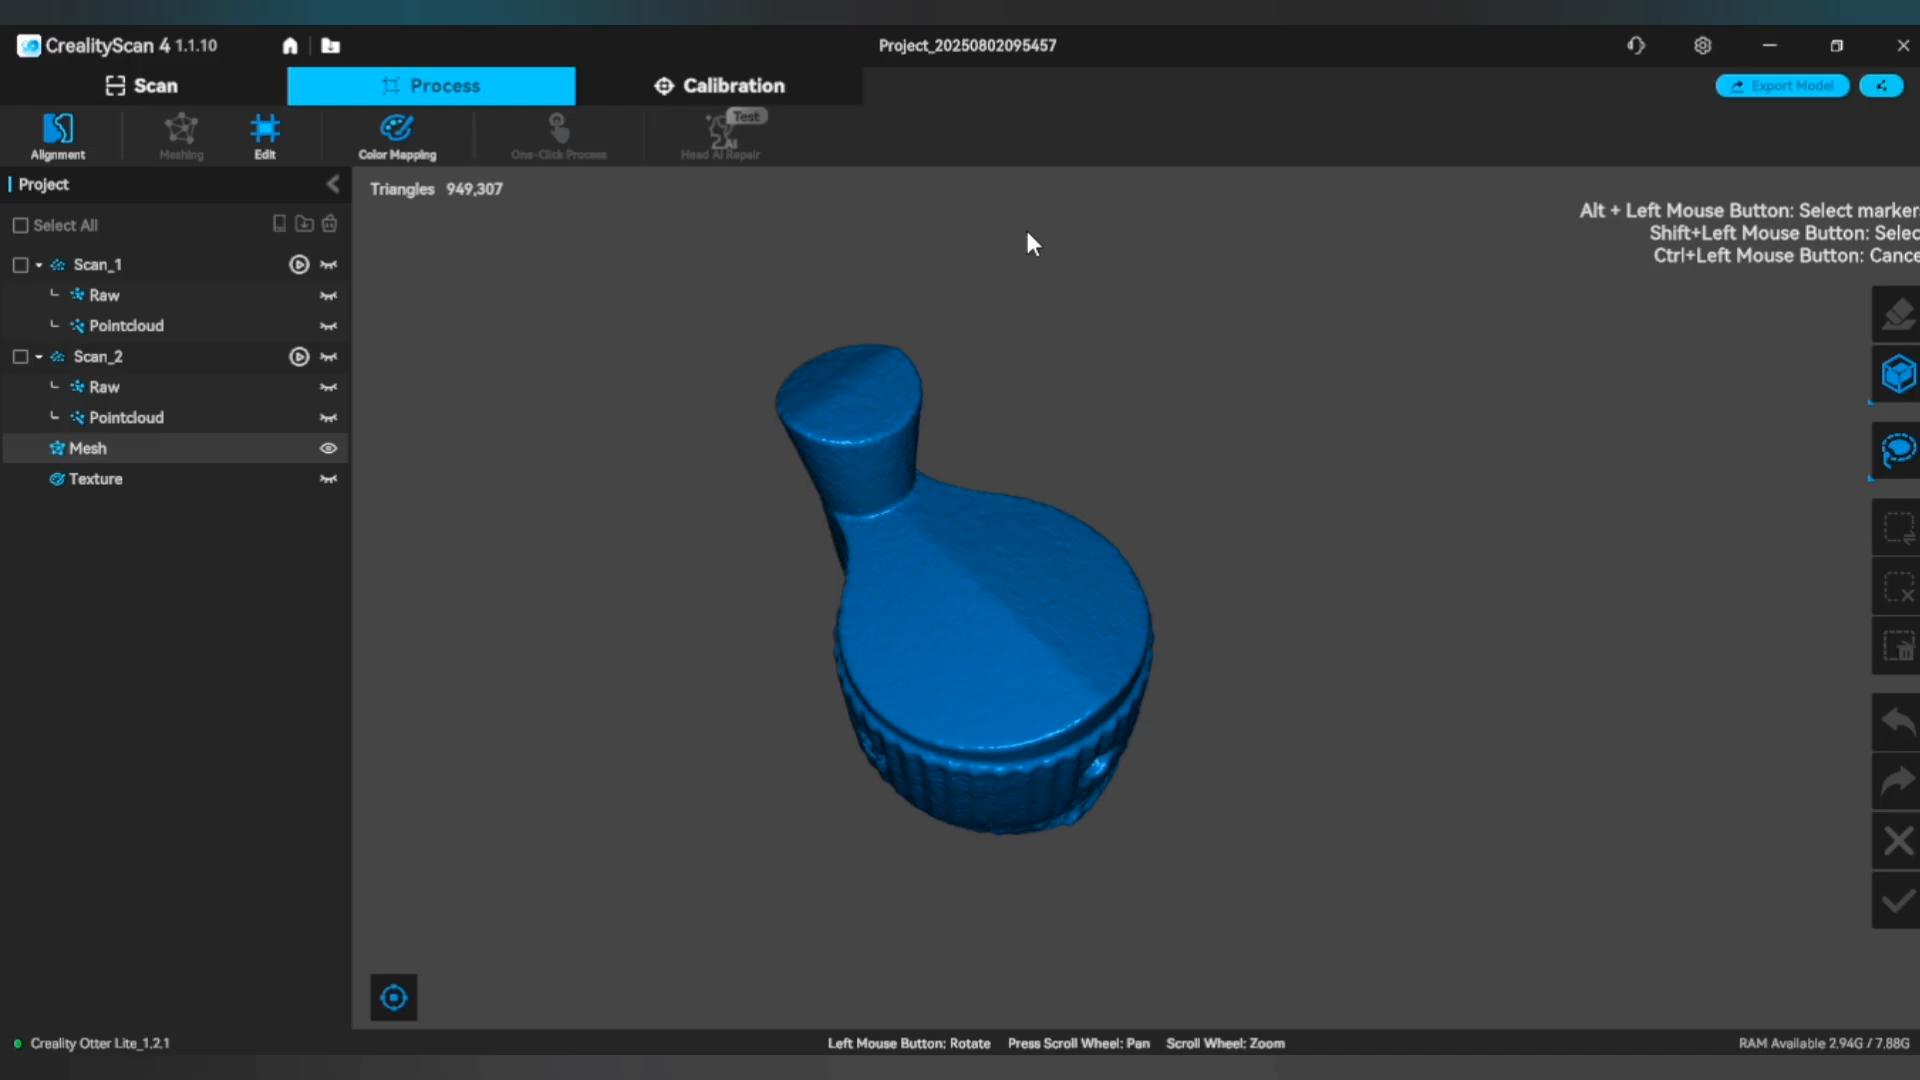 CrealityScan 4 1.1.10
Project_20250802095457
Scan
Process
Calibration
Export Model
Alignment
Meshing
Edit
Color Mapping
One-Click Process
Test
AI
Head AI Repair
Project
Select All
Scan_1
Raw
Pointcloud
Scan_2
Raw
Pointcloud
Mesh
Texture
Triangles 949,307
Alt + Left Mouse Button: Select marker
Shift+Left Mouse Button: Selec
Ctrl+Left Mouse Button: Cance
Creality Otter Lite_1.2.1
Left Mouse Button: Rotate Press Scroll Wheel: Pan Scroll Wheel: Zoom
RAM Available 2.94G / 7.88G